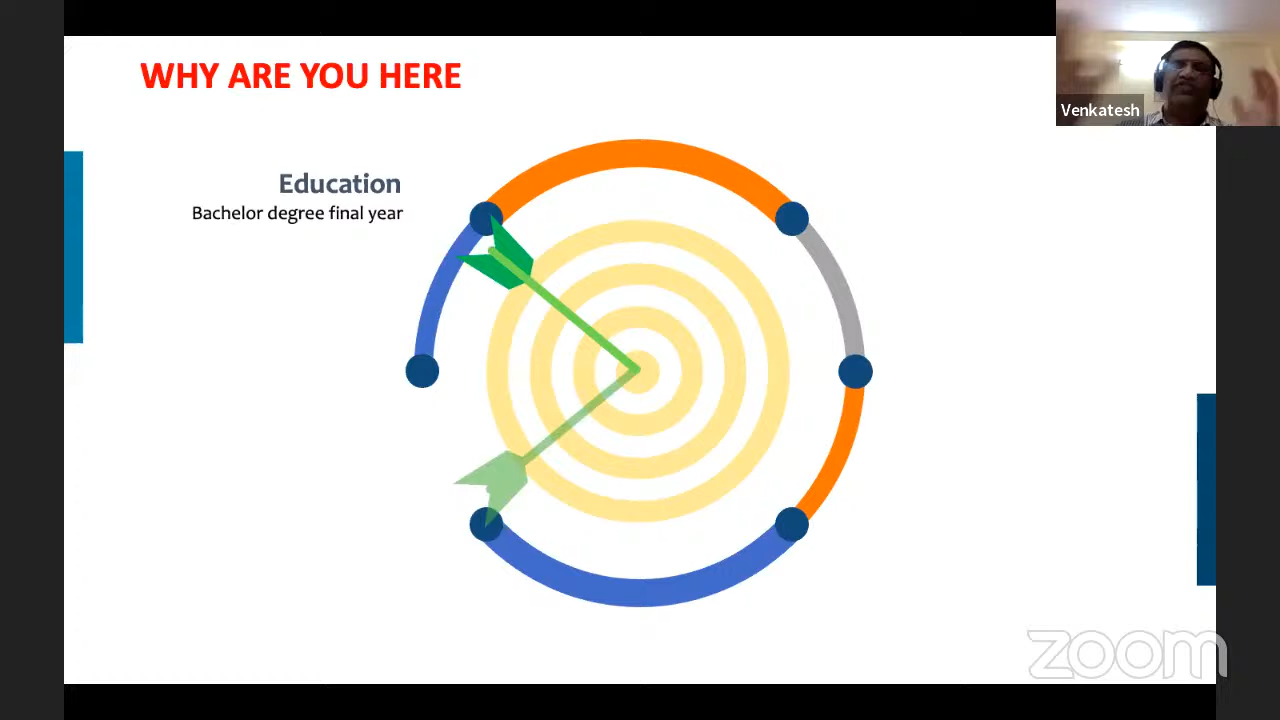 WHY ARE YOU HERE
Venkatesh
Education
Bachelor degree final year
zoom